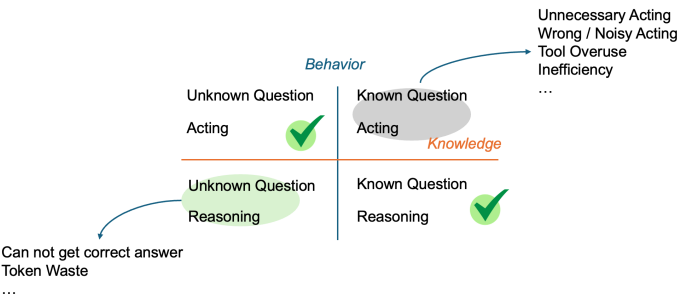 Unnecessary Acting
Wrong / Noisy Acting
Tool Overuse
Inefficiency
…
Behavior
Unknown Question
Acting
Known Question
Acting
Knowledge
Unknown Question
Reasoning
Known Question
Reasoning
Can not get correct answer
Token Waste
…